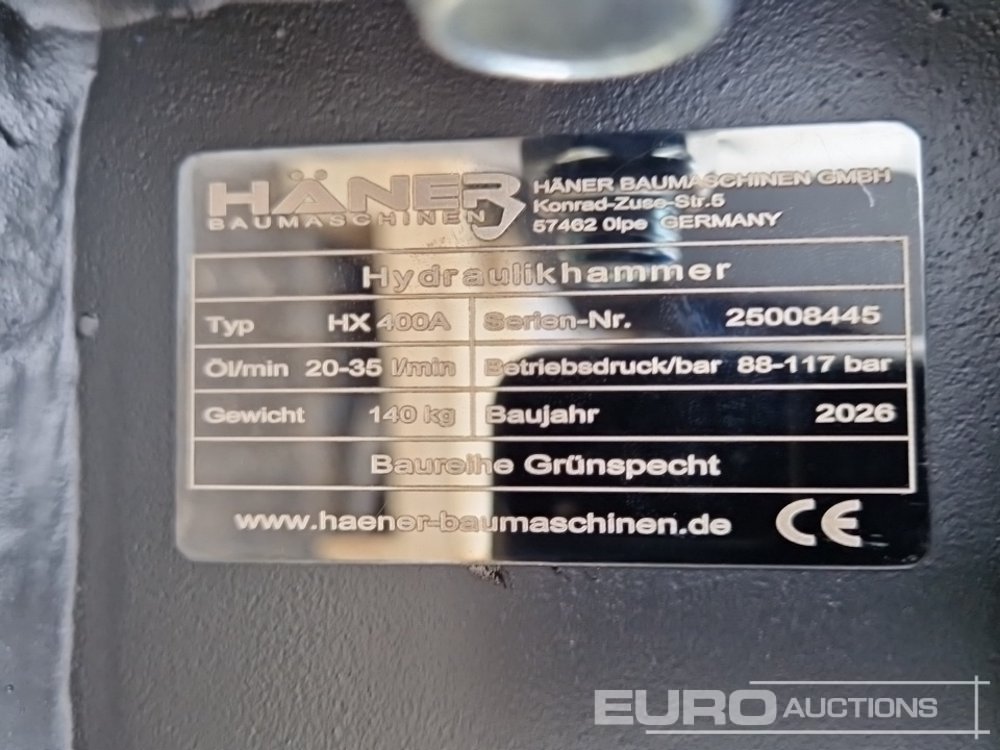 HÄNER
BAUMASCHINEN
HÄNER BAUMASCHINEN GMBH
Konrad-Zuse-Str.5
57462 Olpe GERMANY
Hydraulikhammer
Typ HX 400A Serien-Nr. 25008445
Öl/min 20-35 l/min Betriebsdruck/bar 88-117 bar
Gewicht 140 kg Baujahr 2026
Baureihe Grünspecht
www.haener-baumaschinen.de CE
EURO AUCTIONS